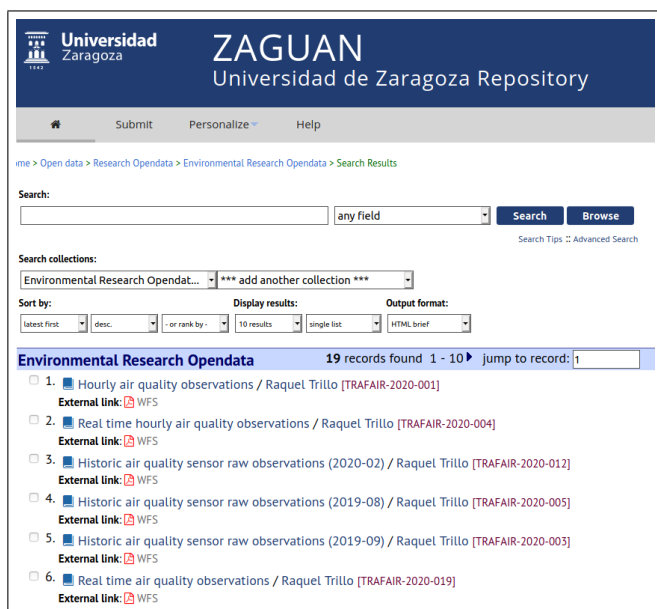 Universidad
Zaragoza
1542
ZAGUAN
Universidad de Zaragoza Repository
Submit Personalize Help
me > Open data > Research Opendata > Environmental Research Opendata > Search Results
Search:
any field Search Browse
Search Tips :: Advanced Search
Search collections:
Environmental Research Opendat... *** add another collection ***
Sort by: Display results: Output format:
latest first desc. - or rank by - 10 results single list HTML brief
Environmental Research Opendata 19 records found 1 - 10 jump to record: 1
1. Hourly air quality observations / Raquel Trillo [TRAFAIR-2020-001]
External link: WFS
2. Real time hourly air quality observations / Raquel Trillo [TRAFAIR-2020-004]
External link: WFS
3. Historic air quality sensor raw observations (2020-02) / Raquel Trillo [TRAFAIR-2020-012]
External link: WFS
4. Historic air quality sensor raw observations (2019-08) / Raquel Trillo [TRAFAIR-2020-005]
External link: WFS
5. Historic air quality sensor raw observations (2019-09) / Raquel Trillo [TRAFAIR-2020-003]
External link: WFS
6. Real time air quality observations / Raquel Trillo [TRAFAIR-2020-019]
External link: WFS